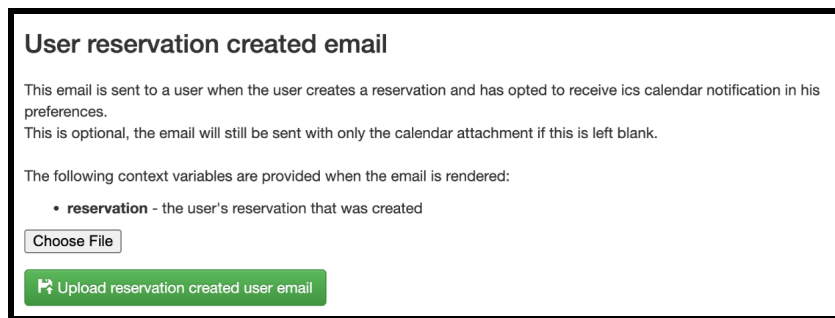 User reservation created email
This email is sent to a user when the user creates a reservation and has opted to receive ics calendar notification in his
preferences.
This is optional, the email will still be sent with only the calendar attachment if this is left blank.
The following context variables are provided when the email is rendered:
• reservation - the user's reservation that was created
Choose File
Upload reservation created user email